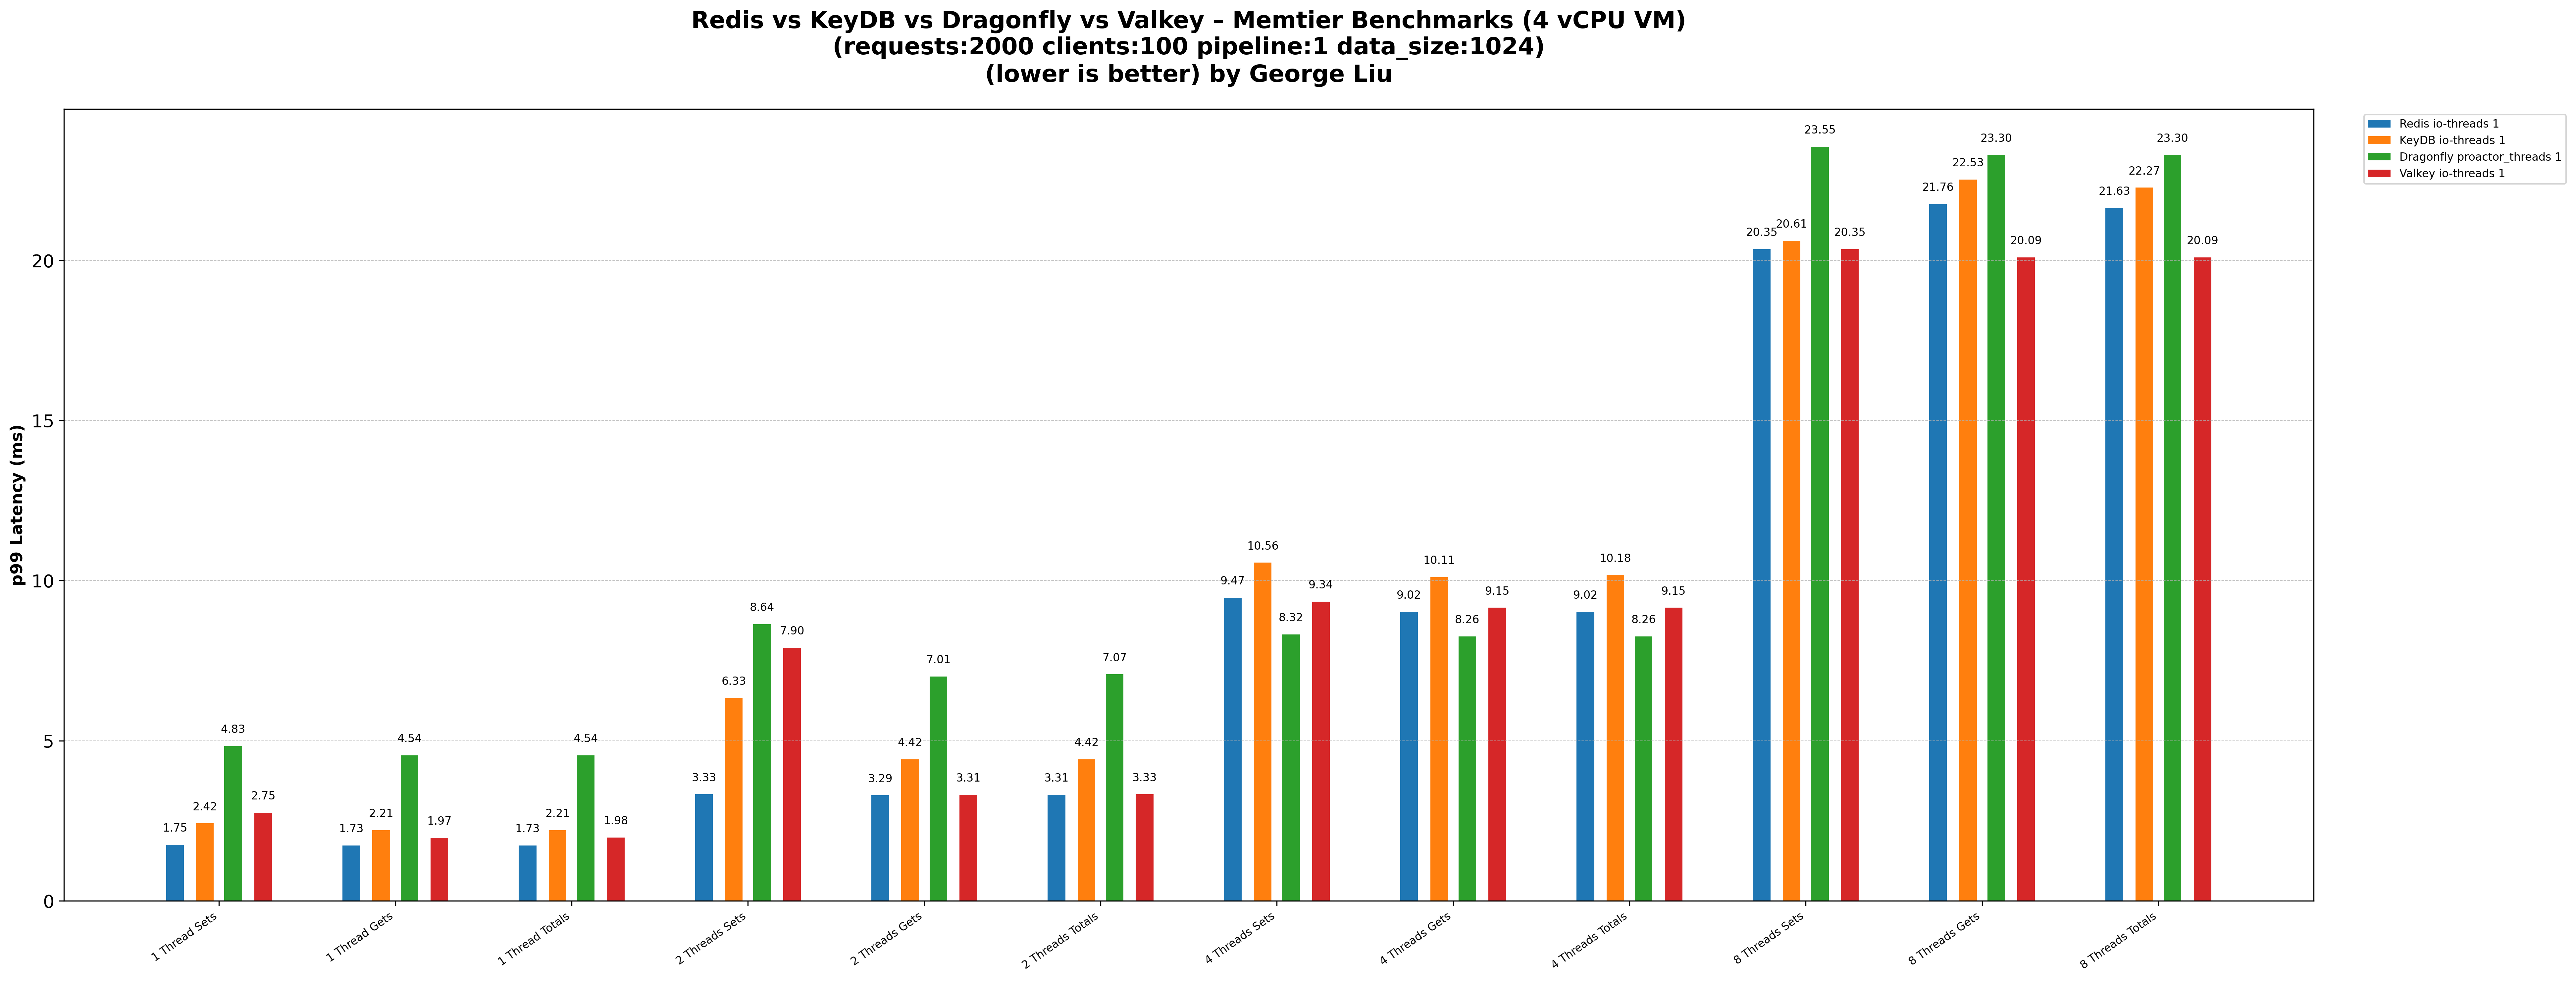 Redis vs KeyDB vs Dragonfly vs Valkey – Memtier Benchmarks (4 vCPU VM)
(requests:2000 clients:100 pipeline:1 data_size:1024)
(lower is better) by George Liu
Redis io-threads 1
KeyDB io-threads 1
Dragonfly proactor_threads 1
Valkey io-threads 1
p99 Latency (ms)
20
15
10
5
0
1.75
2.42
4.83
2.75
1.73
2.21
4.54
1.97
1.73
2.21
4.54
1.98
3.33
6.33
8.64
7.90
3.29
4.42
7.01
3.31
3.31
4.42
7.07
3.33
9.47
10.56
8.32
9.34
9.02
10.11
8.26
9.15
9.02
10.18
8.26
9.15
20.35
20.61
23.55
20.35
21.76
22.53
23.30
20.09
21.63
22.27
23.30
20.09
1 Thread Sets
1 Thread Gets
1 Thread Totals
2 Threads Sets
2 Threads Gets
2 Threads Totals
4 Threads Sets
4 Threads Gets
4 Threads Totals
8 Threads Sets
8 Threads Gets
8 Threads Totals